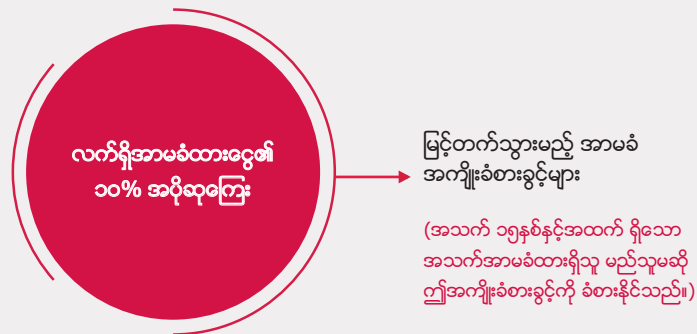 လက်ရှိအာမခံထားငွေ၏
၁၀% အပိုဆုကြေး
မြင့်တက်သွားမည့် အာမခံ
အကျိုးခံစားခွင့်များ
(အသက် ၁၅နှစ်နှင့်အထက် ရှိသော
အသက်အာမခံထားရှိသူ မည်သူမဆို
ဤအကျိုးခံစားခွင့်ကို ခံစားနိုင်သည်။)